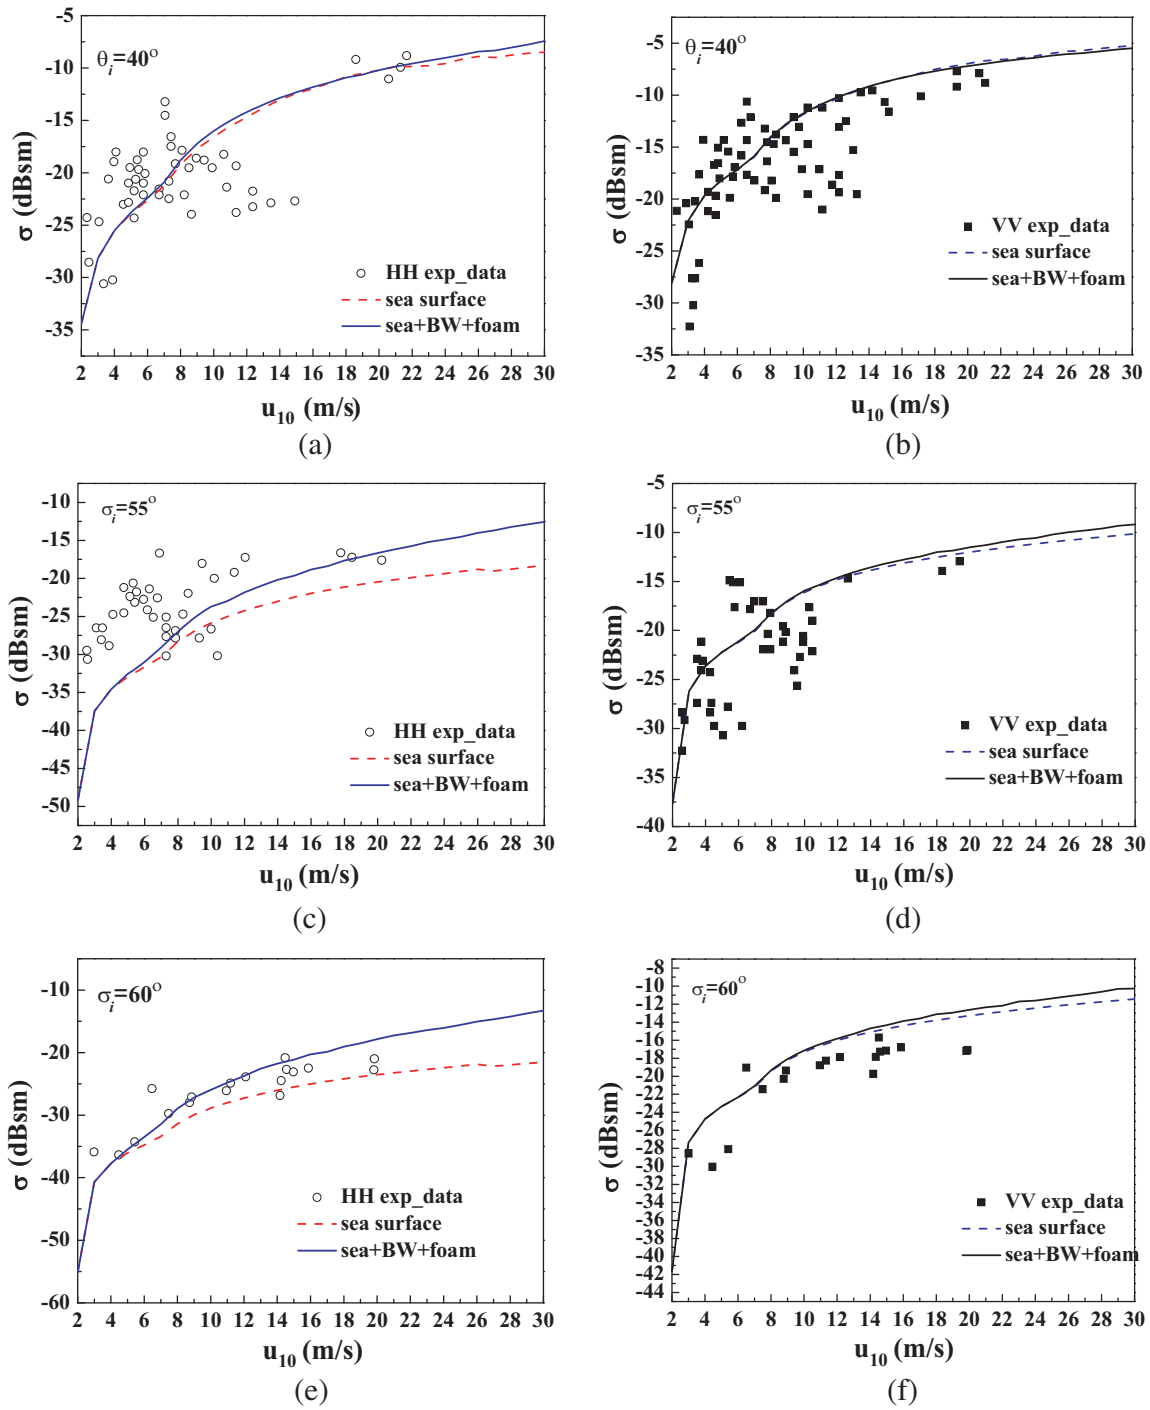 θi=40°
σ (dBsm)
-5
-10
-15
-20
-25
-30
-35
HH exp_data
sea surface
sea+BW+foam
2 4 6 8 10 12 14 16 18 20 22 24 26 28 30
u10 (m/s)
(a)
θi=40°
σ (dBsm)
-5
-10
-15
-20
-25
-30
-35
VV exp_data
sea surface
sea+BW+foam
2 4 6 8 10 12 14 16 18 20 22 24 26 28 30
u10 (m/s)
(b)
σi=55°
σ (dBsm)
-10
-15
-20
-25
-30
-35
-40
-45
-50
HH exp_data
sea surface
sea+BW+foam
2 4 6 8 10 12 14 16 18 20 22 24 26 28 30
u10 (m/s)
(c)
σi=55°
σ (dBsm)
-5
-10
-15
-20
-25
-30
-35
-40
VV exp_data
sea surface
sea+BW+foam
2 4 6 8 10 12 14 16 18 20 22 24 26 28 30
u10 (m/s)
(d)
σi=60°
σ (dBsm)
-10
-20
-30
-40
-50
-60
HH exp_data
sea surface
sea+BW+foam
2 4 6 8 10 12 14 16 18 20 22 24 26 28 30
u10 (m/s)
(e)
σi=60°
σ (dBsm)
-8
-10
-12
-14
-16
-18
-20
-22
-24
-26
-28
-30
-32
-34
-36
-38
-40
-42
-44
VV exp_data
sea surface
sea+BW+foam
2 4 6 8 10 12 14 16 18 20 22 24 26 28 30
u10 (m/s)
(f)